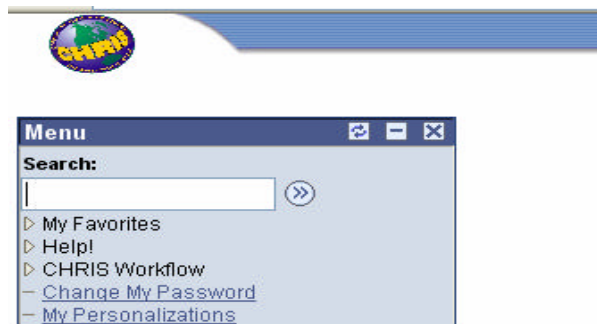 CHRIS
Menu
Search:
My Favorites
Help!
CHRIS Workflow
Change My Password
My Personalizations